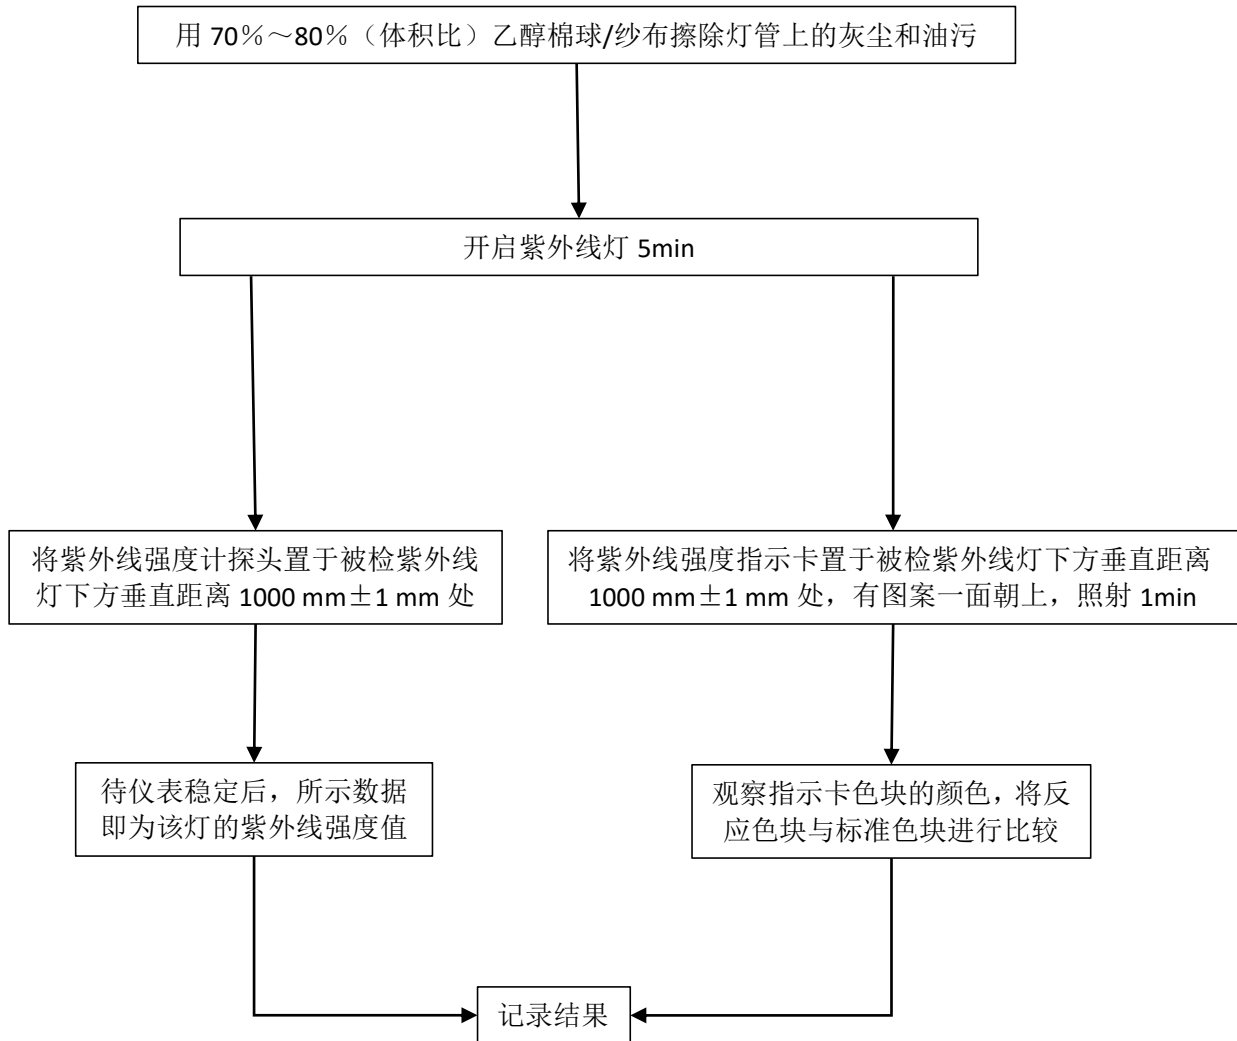 用 70％～80％（体积比）乙醇棉球/纱布擦除灯管上的灰尘和油污
开启紫外线灯 5min
将紫外线强度计探头置于被检紫外线
灯下方垂直距离 1000 mm±1 mm 处
将紫外线强度指示卡置于被检紫外线灯下方垂直距离
1000 mm±1 mm 处，有图案一面朝上，照射 1min
待仪表稳定后，所示数据
即为该灯的紫外线强度值
观察指示卡色块的颜色，将反
应色块与标准色块进行比较
记录结果